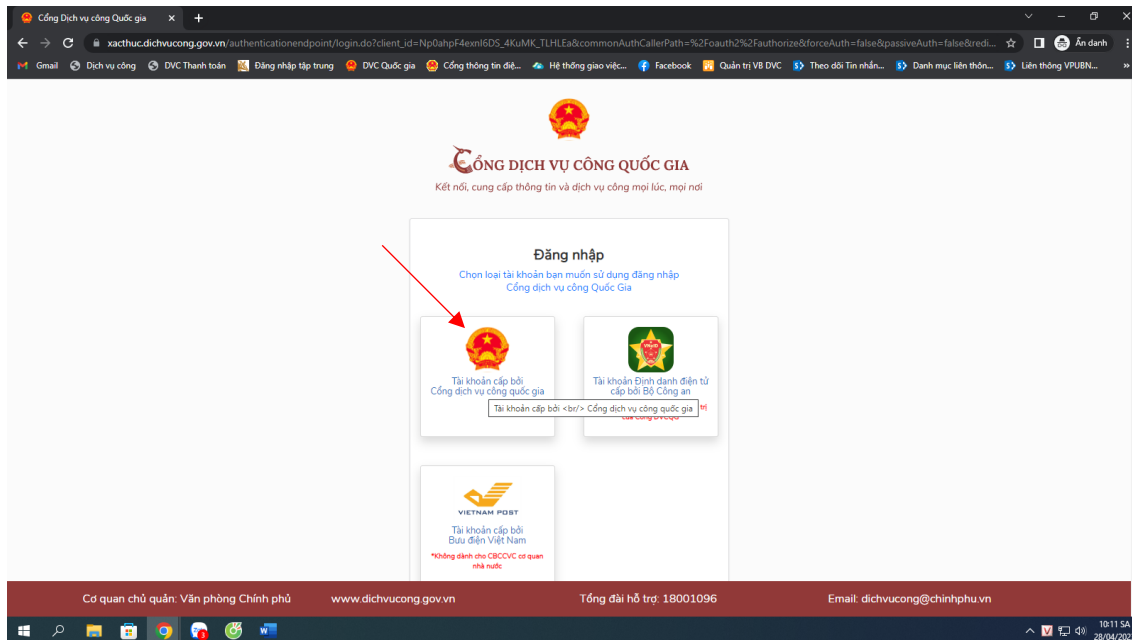 Cổng Dịch vụ công Quốc gia
xacthuc.dichvucong.gov.vn/authenticationendpoint/login.do?client_id=Np0ahpF4exnI6DS_4KuMK_TLHLEa&commonAuthCallerPath=%2Foauth2%2Fauthorize&forceAuth=false&passiveAuth=false&redi... Ẩn danh
Gmail Dịch vụ công DVC Thanh toán Đăng nhập tập trung DVC Quốc gia Cổng thông tin điệ... Hệ thống giao việc... Facebook Quản trị VB DVC Theo dõi Tin nhắn... Danh mục liên thôn... Liên thông VPUBN... »
CỔNG DỊCH VỤ CÔNG QUỐC GIA
Kết nối, cung cấp thông tin và dịch vụ công mọi lúc, mọi nơi
Đăng nhập
Chọn loại tài khoản bạn muốn sử dụng đăng nhập
Cổng dịch vụ công Quốc Gia
Tài khoản cấp bởi
Cổng dịch vụ công quốc gia
VNeID
Tài khoản Định danh điện tử
cấp bởi Bộ Công an
Tài khoản cấp bởi <br/> Cổng dịch vụ công quốc gia
trị
VIETNAM POST
Tài khoản cấp bởi
Bưu điện Việt Nam
*Không dành cho CBCCVC cơ quan
nhà nước
Cơ quan chủ quản: Văn phòng Chính phủ www.dichvucong.gov.vn Tổng đài hỗ trợ: 18001096 Email: dichvucong@chinhphu.vn
10:11 SA
28/04/202